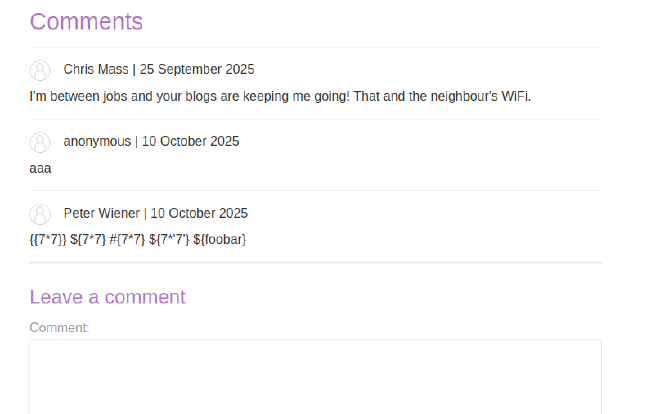 Comments
Chris Mass | 25 September 2025
I'm between jobs and your blogs are keeping me going! That and the neighbour's WiFi.
anonymous | 10 October 2025
aaa
Peter Wiener | 10 October 2025
{{7*7}} ${7*7} #{7*7} ${7*'7'} ${foobar}
Leave a comment
Comment: